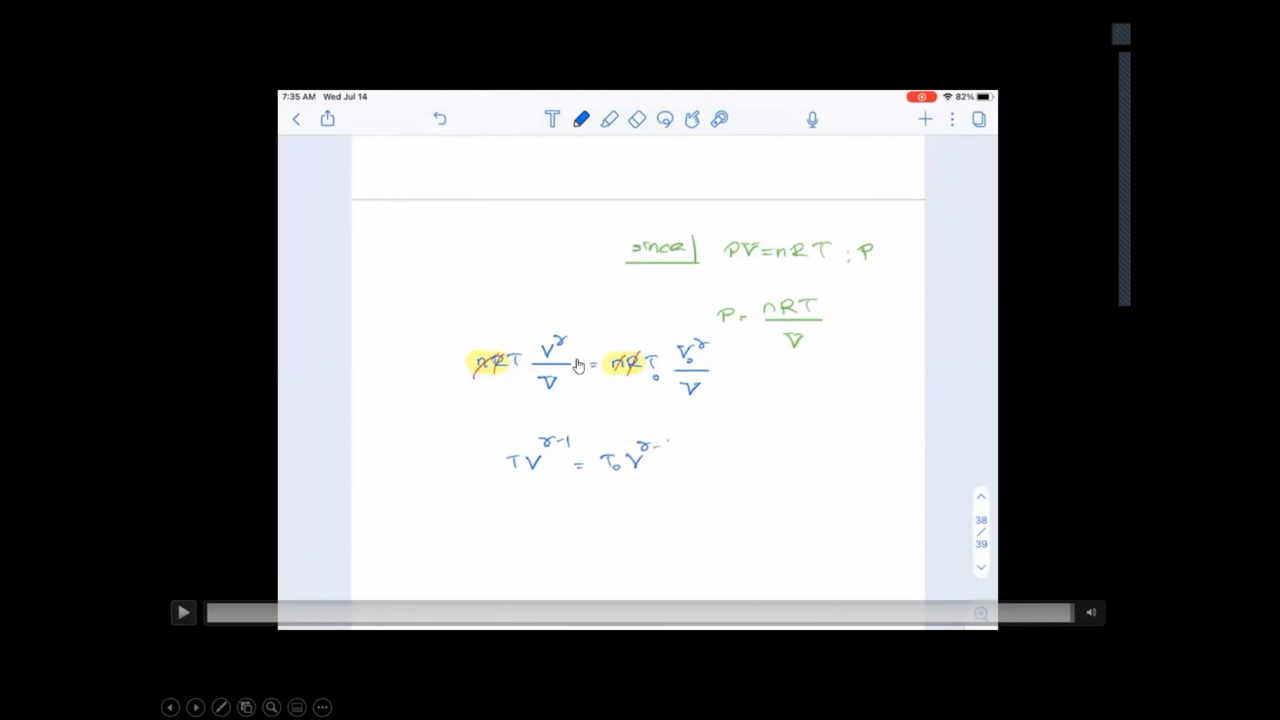 7:35 AM Wed Jul 14
82%
since PV=nRT : P
P = nRT/V
nRT V^γ/V = nRT₀ V₀^γ/V
TV^γ-1 = T₀V^γ-
38
/
39